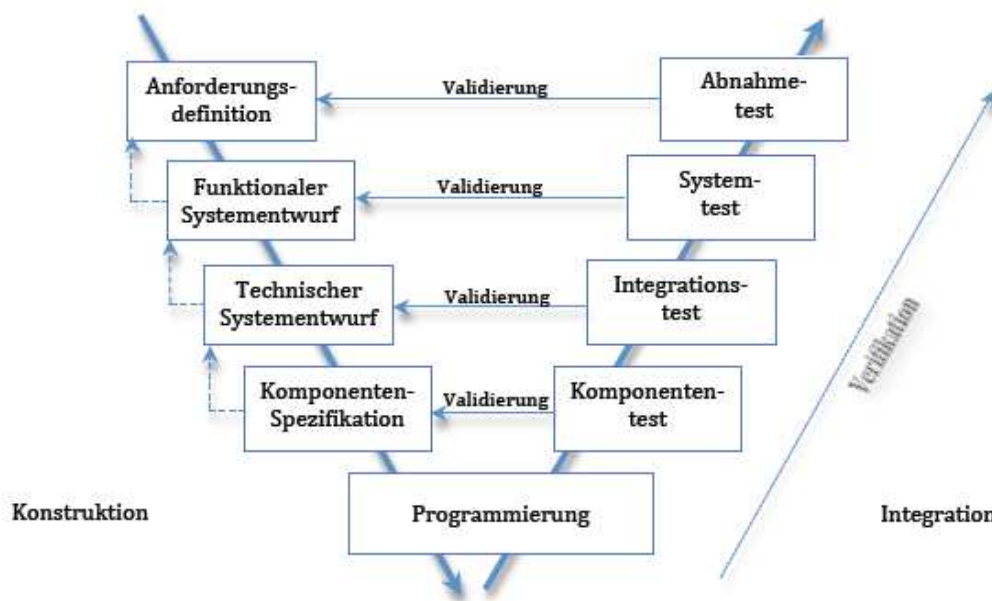 Anforderungs-
definition
Validierung
Abnahme-
test
Funktionaler
Systementwurf
Validierung
System-
test
Technischer
Systementwurf
Validierung
Integrations-
test
Verifikation
Komponenten-
Spezifikation
Validierung
Komponenten-
test
Konstruktion
Programmierung
Integration